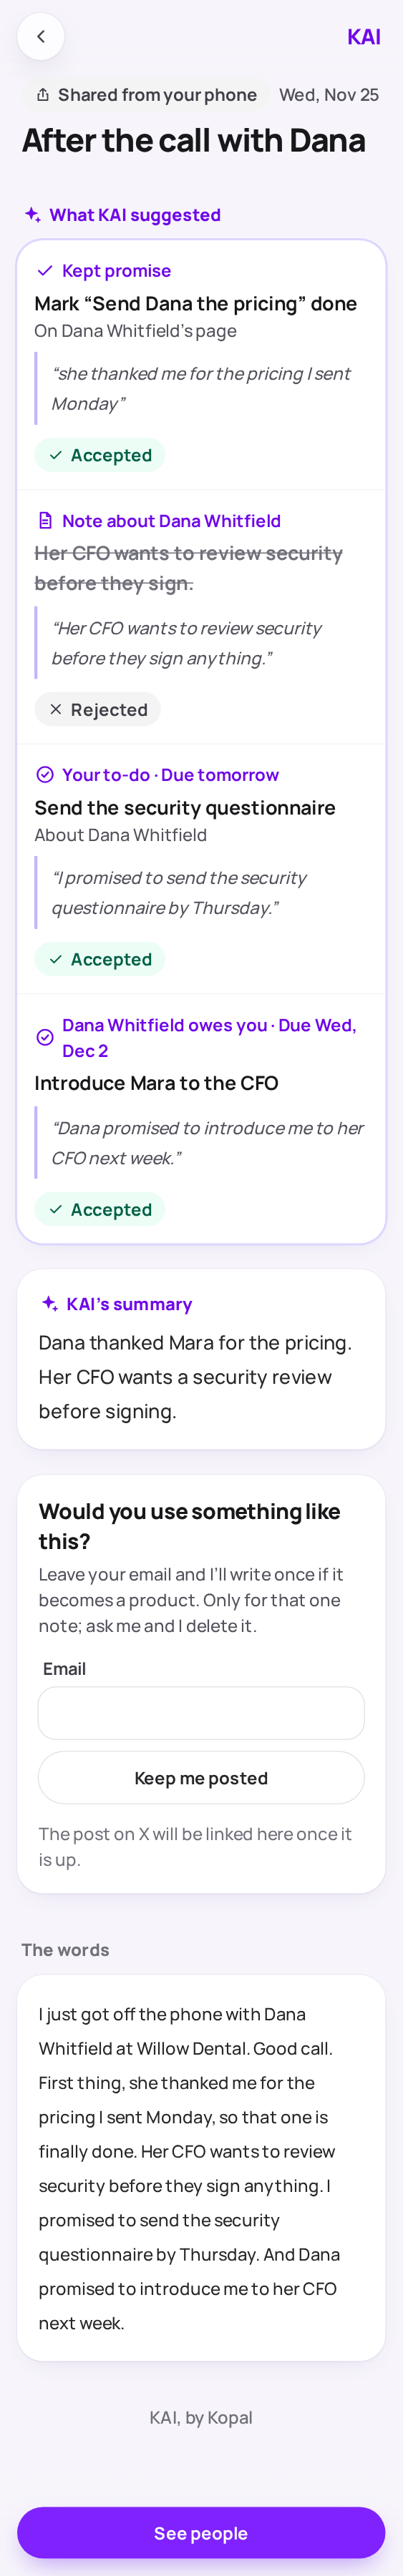 KAI
Shared from your phone
Wed, Nov 25
After the call with Dana
What KAI suggested
Kept promise
Mark “Send Dana the pricing” done
On Dana Whitfield’s page
“she thanked me for the pricing I sent
Monday”
Accepted
Note about Dana Whitfield
Her CFO wants to review security
before they sign.
“Her CFO wants to review security
before they sign anything.”
Rejected
Your to-do · Due tomorrow
Send the security questionnaire
About Dana Whitfield
“I promised to send the security
questionnaire by Thursday.”
Accepted
Dana Whitfield owes you · Due Wed,
Dec 2
Introduce Mara to the CFO
“Dana promised to introduce me to her
CFO next week.”
Accepted
KAI’s summary
Dana thanked Mara for the pricing.
Her CFO wants a security review
before signing.
Would you use something like
this?
Leave your email and I’ll write once if it
becomes a product. Only for that one
note; ask me and I delete it.
Email
Keep me posted
The post on X will be linked here once it
is up.
The words
I just got off the phone with Dana
Whitfield at Willow Dental. Good call.
First thing, she thanked me for the
pricing I sent Monday, so that one is
finally done. Her CFO wants to review
security before they sign anything. I
promised to send the security
questionnaire by Thursday. And Dana
promised to introduce me to her CFO
next week.
KAI, by Kopal
See people